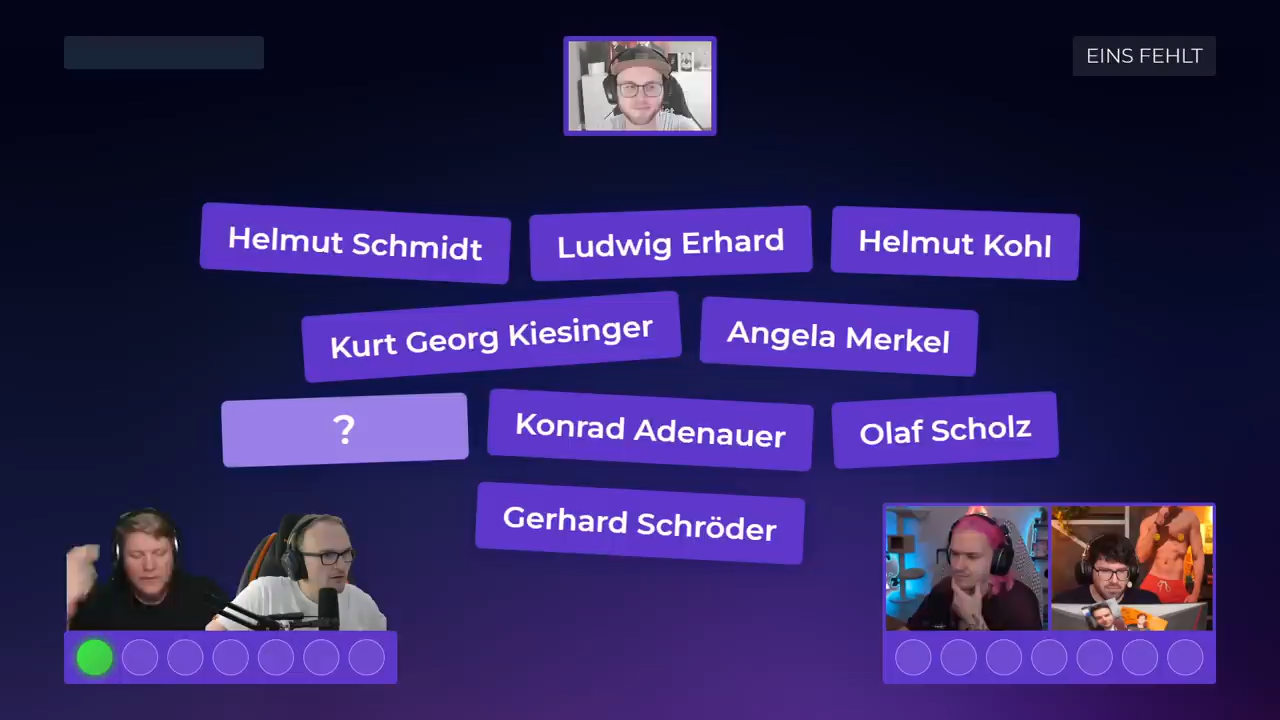 EINS FEHLT
Helmut Schmidt
Ludwig Erhard
Helmut Kohl
Kurt Georg Kiesinger
Angela Merkel
?
Konrad Adenauer
Olaf Scholz
Gerhard Schröder